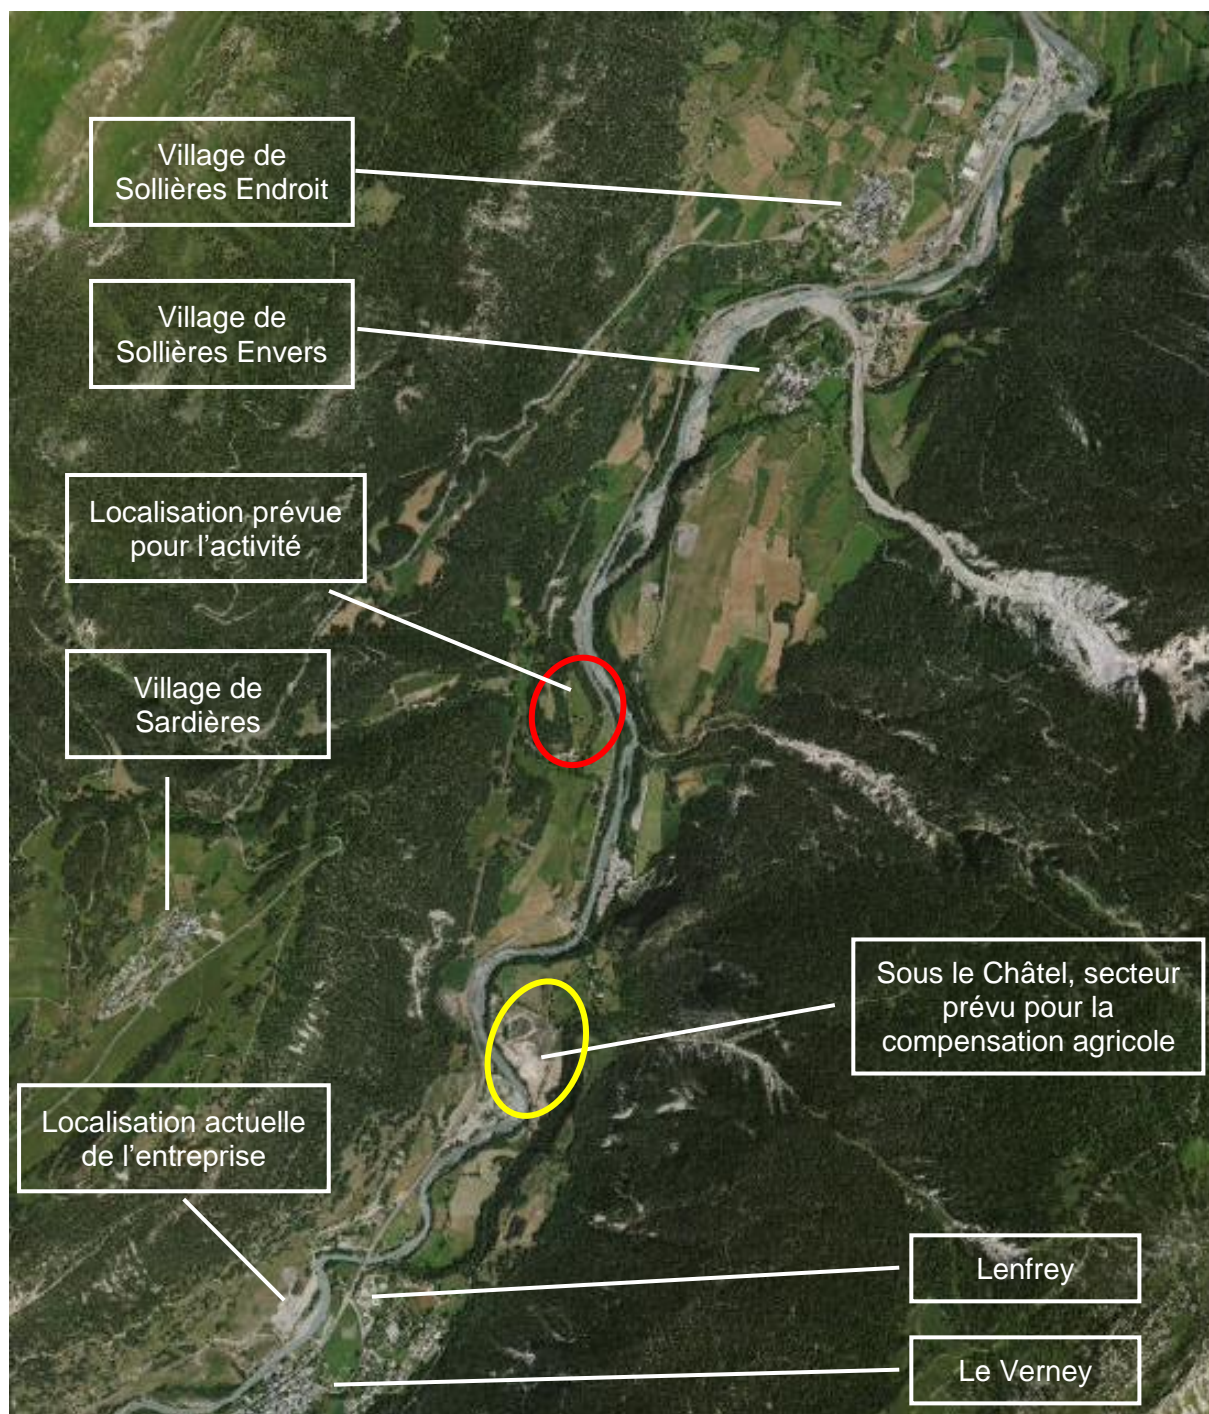 Village de
Sollières Endroit
Village de
Sollières Envers
Localisation prévue
pour l’activité
Village de
Sardières
Sous le Châtel, secteur
prévu pour la
compensation agricole
Localisation actuelle
de l’entreprise
Lenfrey
Le Verney